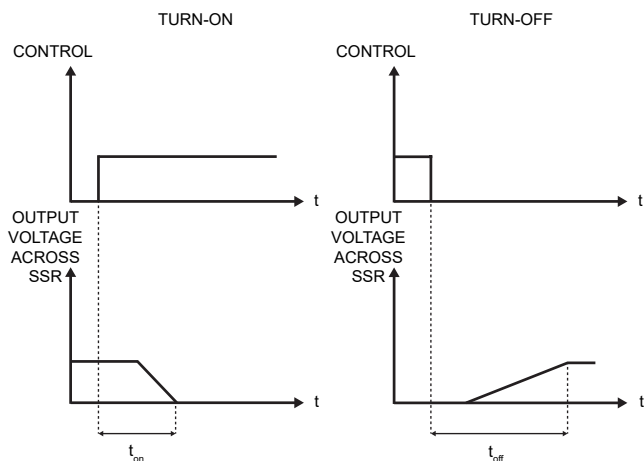 TURN-ON
CONTROL
t
OUTPUT
VOLTAGE
ACROSS
SSR
t
ton
TURN-OFF
CONTROL
t
OUTPUT
VOLTAGE
ACROSS
SSR
t
toff